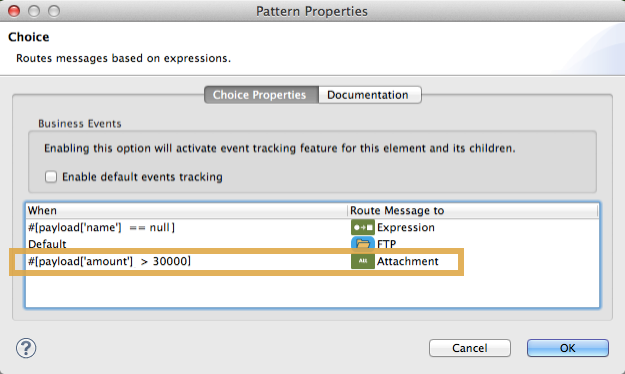 Pattern Properties
Choice
Routes messages based on expressions.
Choice Properties Documentation
Business Events
Enabling this option will activate event tracking feature for this element and its children.
Enable default events tracking
When Route Message to
#[payload['name'] == null] Expression
Default FTP
#[payload['amount'] > 30000] All Attachment
? Cancel OK